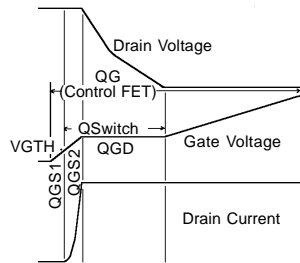 Drain Voltage
QG
(Control FET)
VGTH
QSwitch
QGD
Gate Voltage
QGS1
QGS2
Drain Current